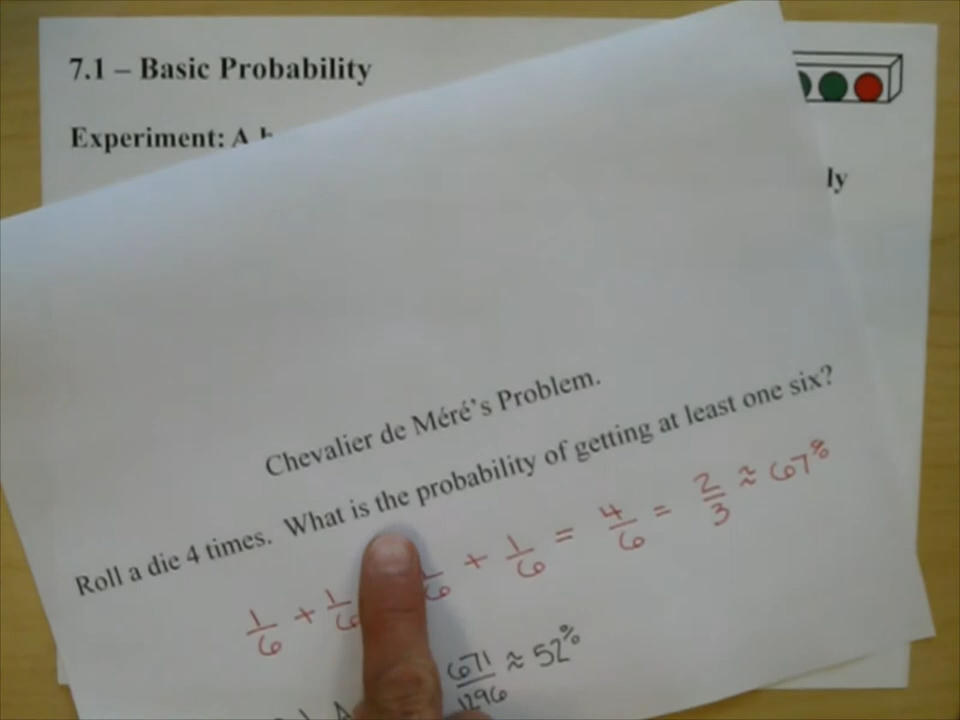 7.1 – Basic Probability
Experiment: A
ly
Chevalier de Méré's Problem.
Roll a die 4 times. What is the probability of getting at least one six?
1/6 + 1/6 1/6 + 1/6 = 4/6 = 2/3 ≈ 67%
671/1296 ≈ 52%